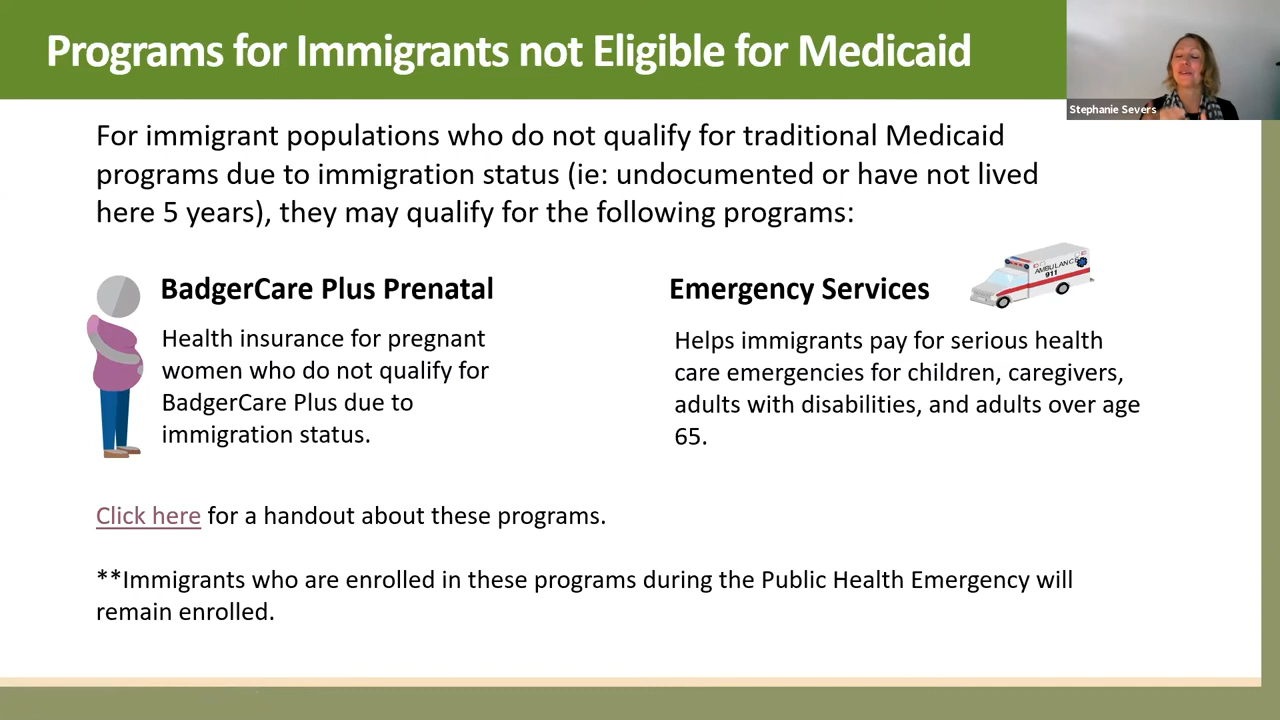 Programs for Immigrants not Eligible for Medicaid
Stephanie Severs
For immigrant populations who do not qualify for traditional Medicaid
programs due to immigration status (ie: undocumented or have not lived
here 5 years), they may qualify for the following programs:
BadgerCare Plus Prenatal
Health insurance for pregnant
women who do not qualify for
BadgerCare Plus due to
immigration status.
Emergency Services
AMBULANCE
911
Helps immigrants pay for serious health
care emergencies for children, caregivers,
adults with disabilities, and adults over age
65.
Click here for a handout about these programs.
**Immigrants who are enrolled in these programs during the Public Health Emergency will
remain enrolled.